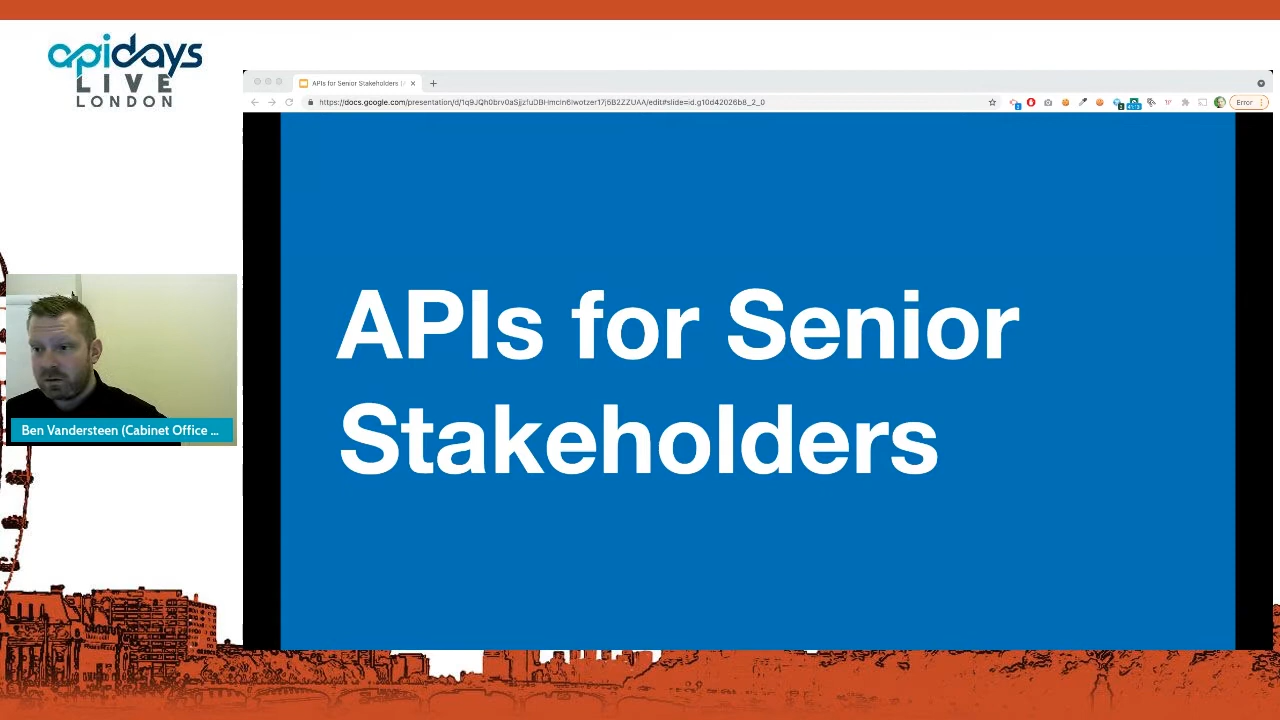 apidays
LIVE
LONDON
APIs for Senior Stakeholders
Error
APIs for Senior
Stakeholders
Ben Vandersteen (Cabinet Office ...